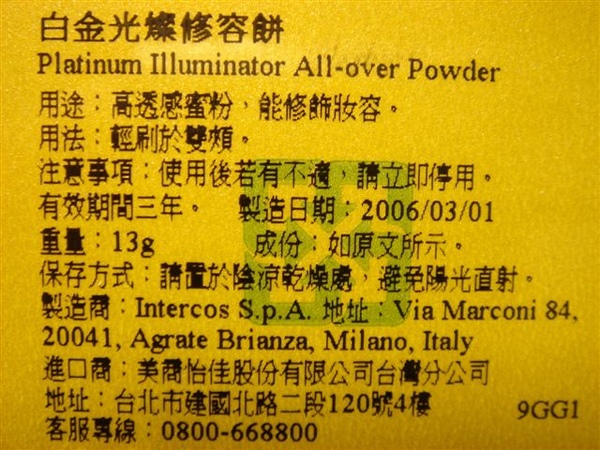 白金光燦修容餅
Platinum Illuminator All-over Powder
用途：高透感蜜粉，能修飾妝容。
用法：輕刷於雙頰。
注意事項：使用後若有不適，請立即停用。
有效期間三年。 製造日期：2006/03/01
重量：13g 成份：如原文所示。
保存方式：請置於陰涼乾燥處，避免陽光直射。
製造商：Intercos S.p.A. 地址：Via Marconi 84,
20041, Agrate Brianza, Milano, Italy
進口商：美商怡佳股份有限公司台灣分公司
地址：台北市建國北路二段120號4樓 9GG1
客服專線：0800-668800